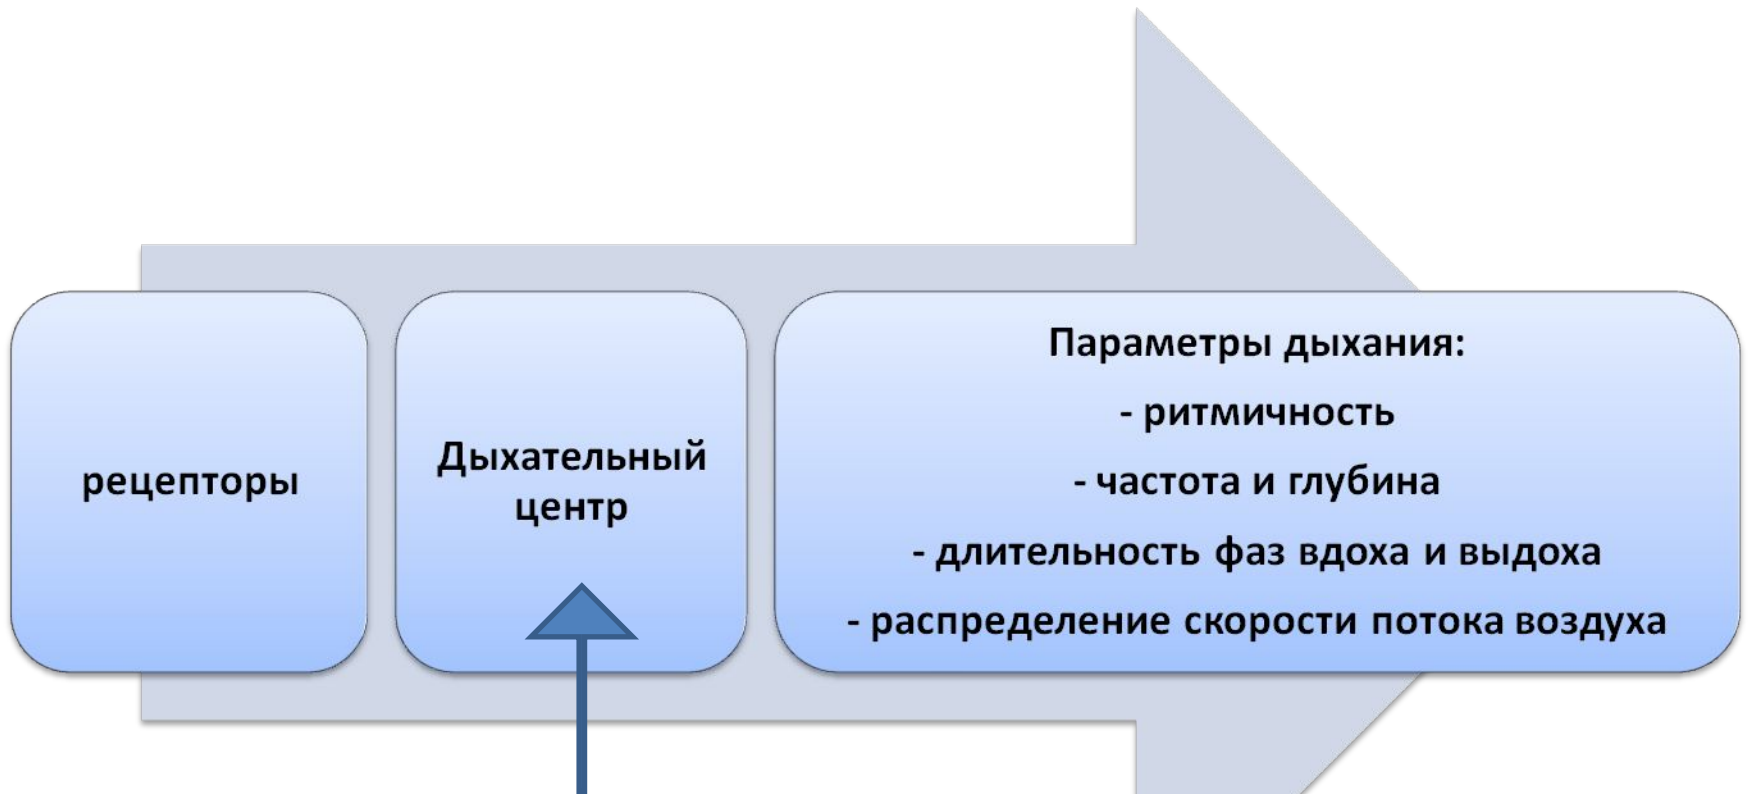 рецепторы
Дыхательный
центр
Параметры дыхания:
- ритмичность
- частота и глубина
- длительность фаз вдоха и выдоха
- распределение скорости потока воздуха